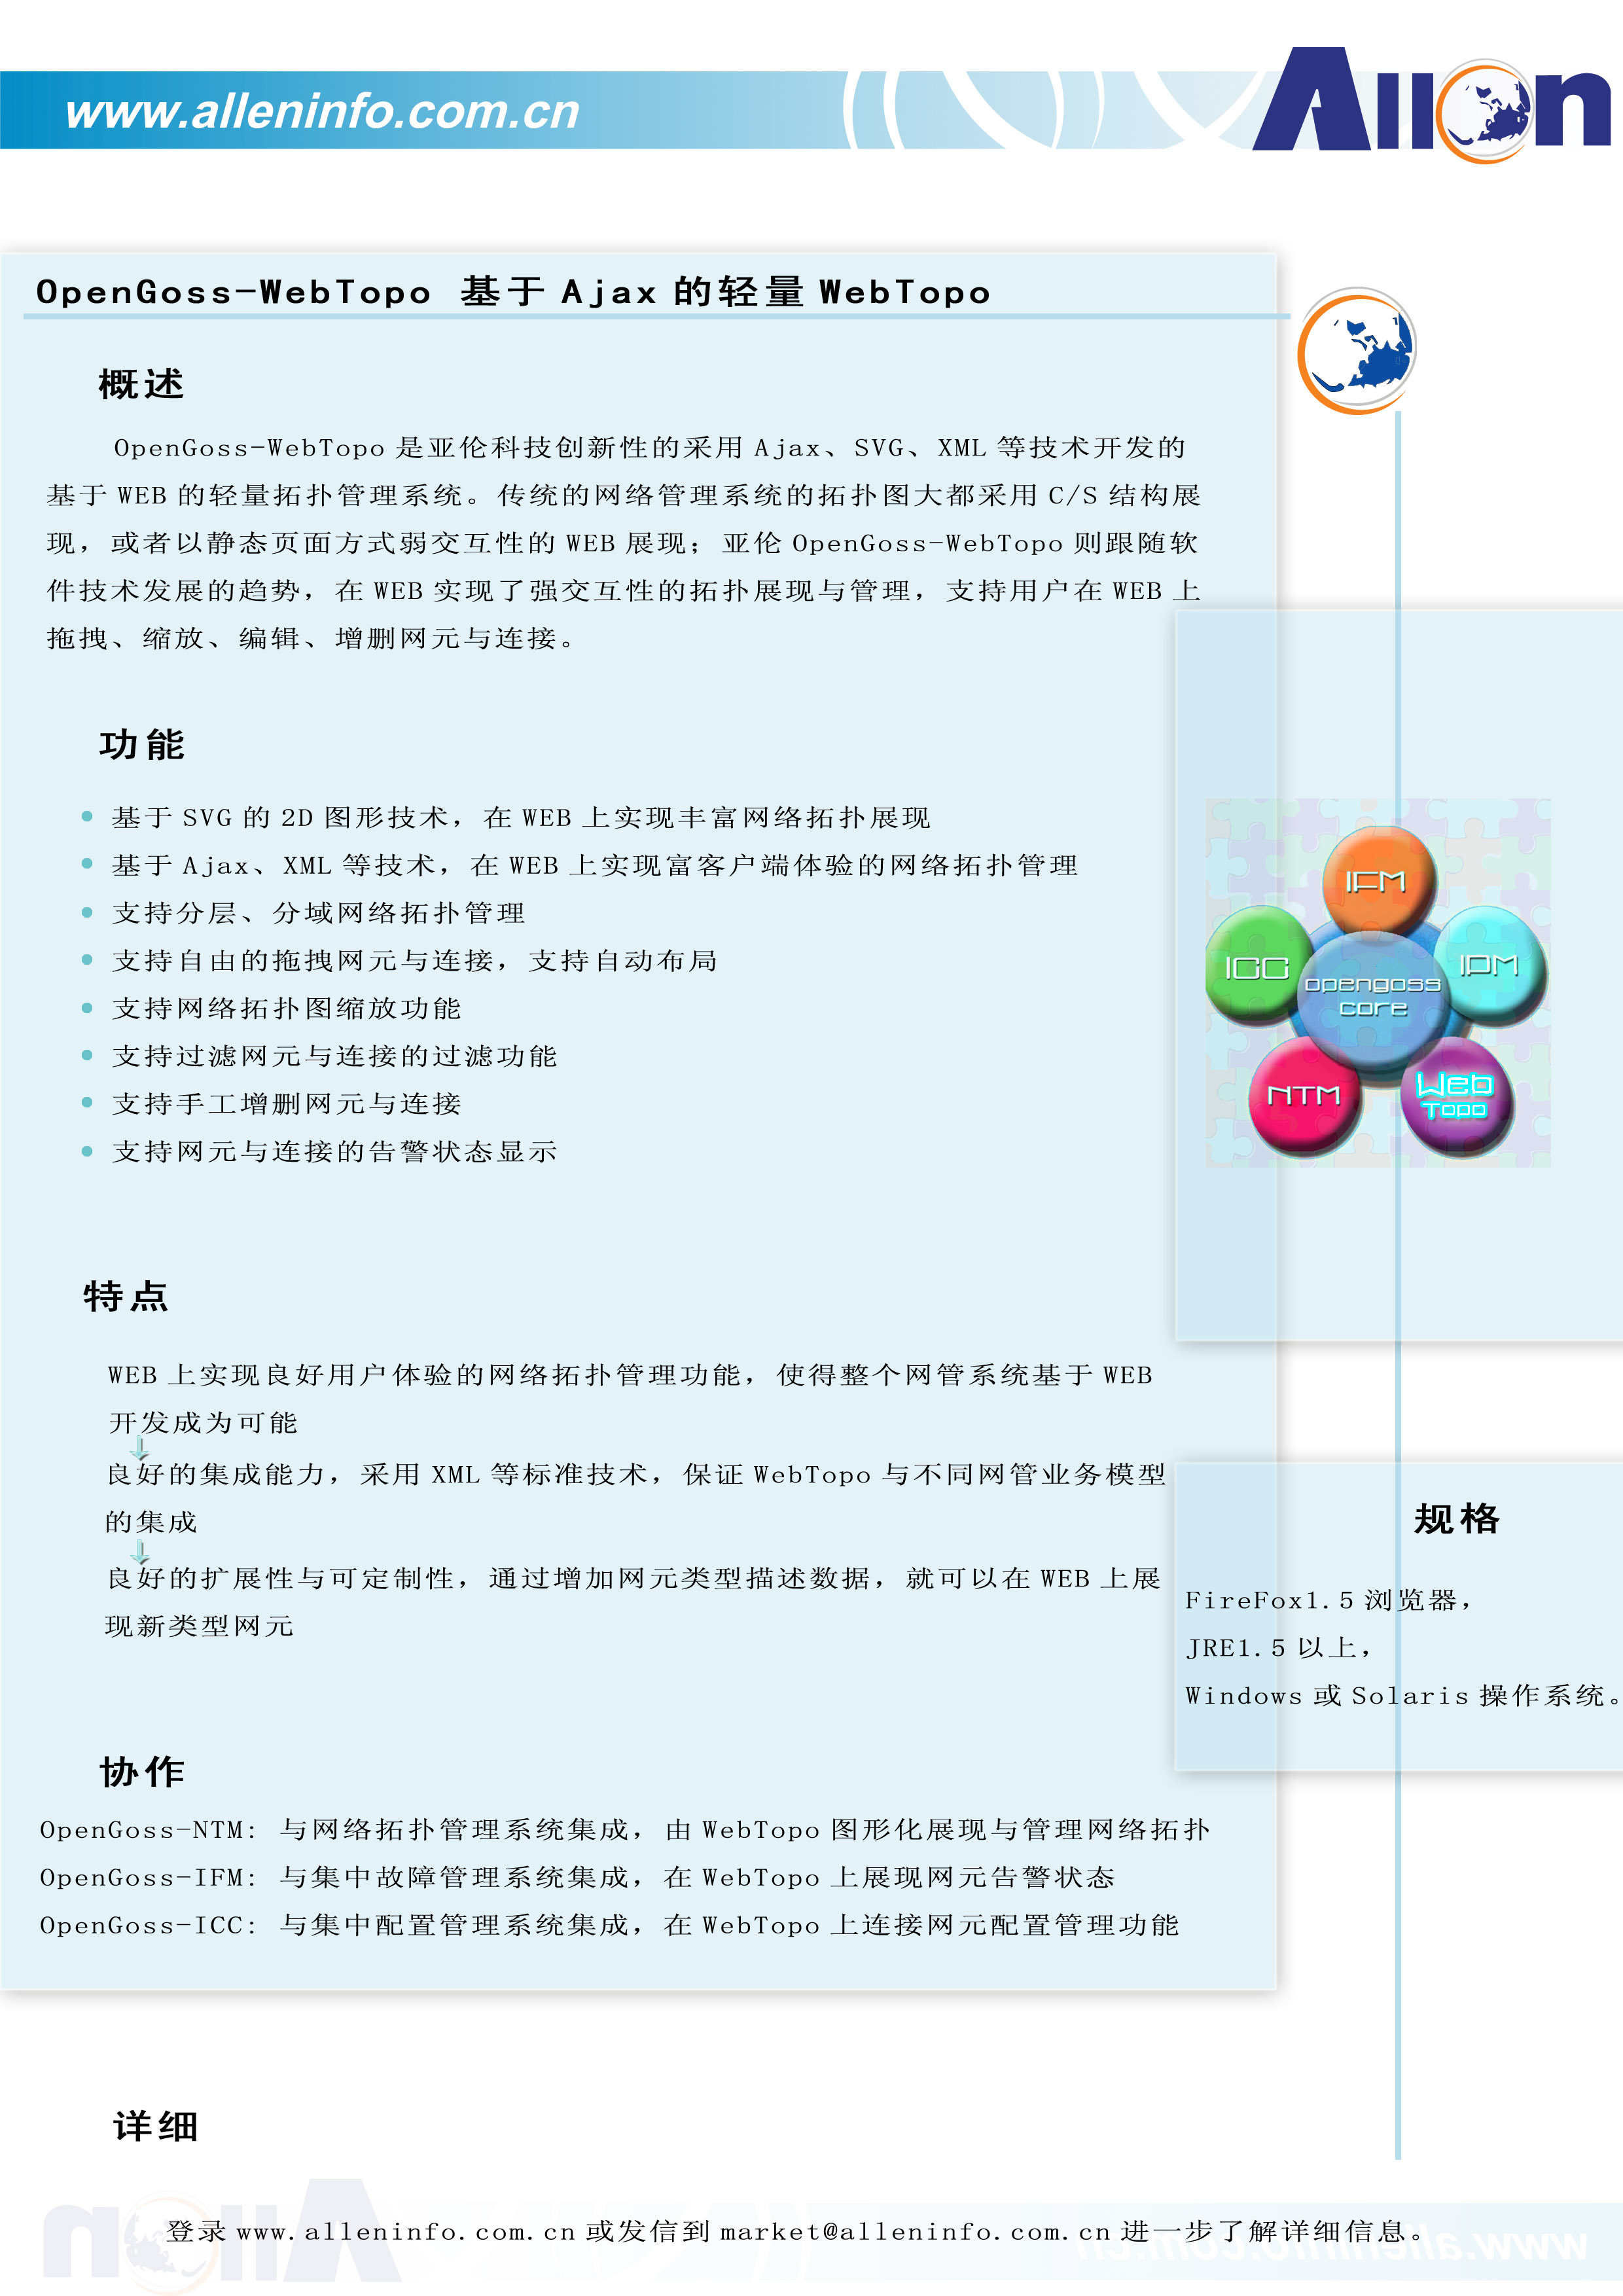 www.alleninfo.com.cn
Allen
OpenGoss-WebTopo 基于 Ajax 的轻量 WebTopo
概述
OpenGoss-WebTopo 是亚伦科技创新性的采用 Ajax、SVG、XML 等技术开发的
基于 WEB 的轻量拓扑管理系统。传统的网络管理系统的拓扑图大都采用 C/S 结构展
现，或者以静态页面方式弱交互性的 WEB 展现；亚伦 OpenGoss-WebTopo 则跟随软
件技术发展的趋势，在 WEB 实现了强交互性的拓扑展现与管理，支持用户在 WEB 上
拖拽、缩放、编辑、增删网元与连接。
功能
基于 SVG 的 2D 图形技术，在 WEB 上实现丰富网络拓扑展现
基于 Ajax、XML 等技术，在 WEB 上实现富客户端体验的网络拓扑管理
支持分层、分域网络拓扑管理
支持自由的拖拽网元与连接，支持自动布局
支持网络拓扑图缩放功能
支持过滤网元与连接的过滤功能
支持手工增删网元与连接
支持网元与连接的告警状态显示
IFM
ICC
IPM
opengoss
core
NTM
Web
Topo
特点
WEB 上实现良好用户体验的网络拓扑管理功能，使得整个网管系统基于 WEB
开发成为可能
良好的集成能力，采用 XML 等标准技术，保证 WebTopo 与不同网管业务模型
的集成
良好的扩展性与可定制性，通过增加网元类型描述数据，就可以在 WEB 上展
现新类型网元
规格
FireFox1.5 浏览器，
JRE1.5 以上，
Windows 或 Solaris 操作系统。
协作
OpenGoss-NTM： 与网络拓扑管理系统集成，由 WebTopo 图形化展现与管理网络拓扑
OpenGoss-IFM： 与集中故障管理系统集成，在 WebTopo 上展现网元告警状态
OpenGoss-ICC： 与集中配置管理系统集成，在 WebTopo 上连接网元配置管理功能
详细
登录 www.alleninfo.com.cn 或发信到 market@alleninfo.com.cn 进一步了解详细信息。
Allen
www.alleninfo.com.cn